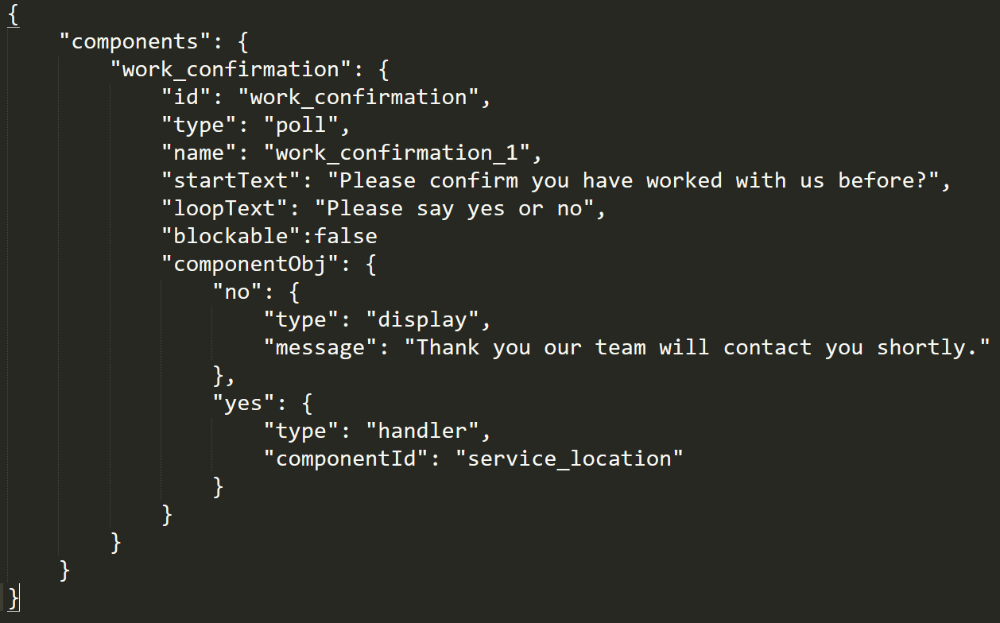 {
    "components": {
        "work_confirmation": {
            "id": "work_confirmation",
            "type": "poll",
            "name": "work_confirmation_1",
            "startText": "Please confirm you have worked with us before?",
            "loopText": "Please say yes or no",
            "blockable":false
            "componentObj": {
                "no": {
                    "type": "display",
                    "message": "Thank you our team will contact you shortly."
                },
                "yes": {
                    "type": "handler",
                    "componentId": "service_location"
                }
            }
        }
    }
}